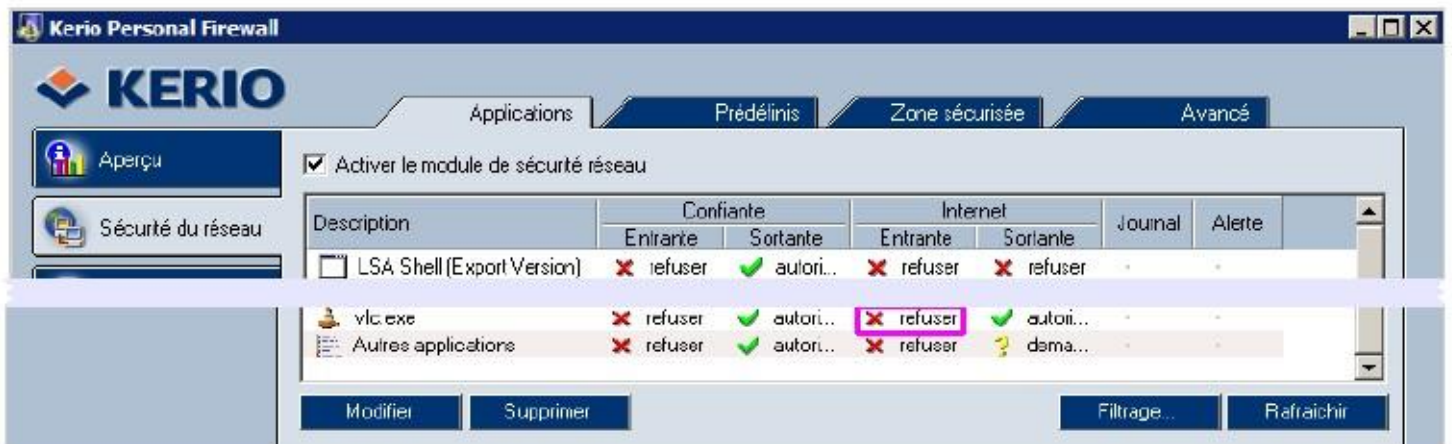 Kerio Personal Firewall
KERIO
Applications Prédéfinis Zone sécurisée Avancé
Aperçu
Activer le module de sécurité réseau
Sécurité du réseau
Description Confiante Internet Journal Alerte
Entrante Sortante Entrante Sortante
LSA Shell (Export Version) refuser autori... refuser refuser
vlc.exe refuser autori... refuser autori...
Autres applications refuser autori... refuser dema...
Modifier Supprimer Filtrage... Rafraichir